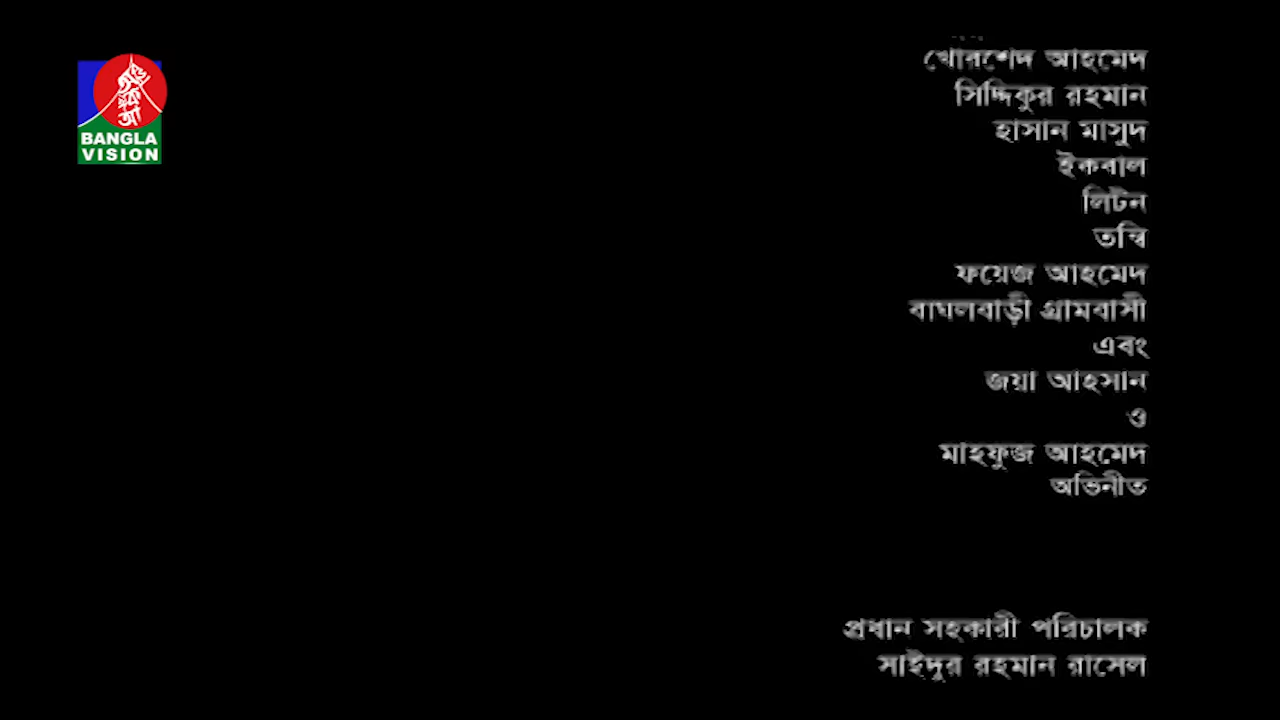 BANGLA
VISION
খোরশেদ আহমেদ
সিদ্দিকুর রহমান
হাসান মাসুদ
ইকবাল
লিটন
তন্বি
ফয়েজ আহমেদ
বাঘলবাড়ী গ্রামবাসী
এবং
জয়া আহসান
ও
মাহফুজ আহমেদ
অভিনীত
প্রধান সহকারী পরিচালক
সাইদুর রহমান রাসেল